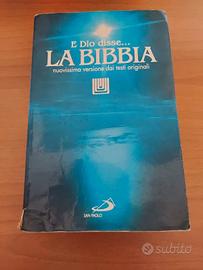 E Dio disse...
LA BIBBIA
nuovissima versione dai testi originali
SAN PAOLO
subito